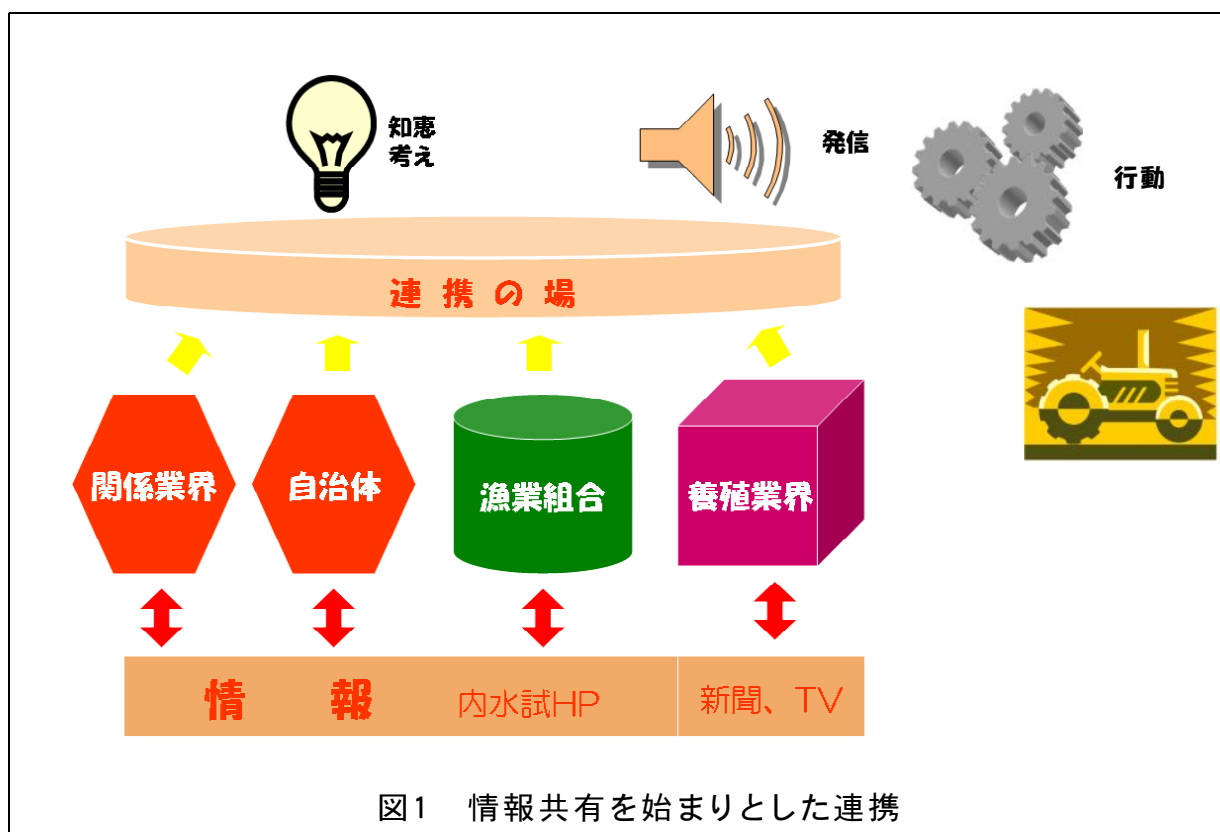 知恵
考え
発信
行動
連携の場
関係業界
自治体
漁業組合
養殖業界
情 報 内水試HP 新聞、TV
図1 情報共有を始まりとした連携